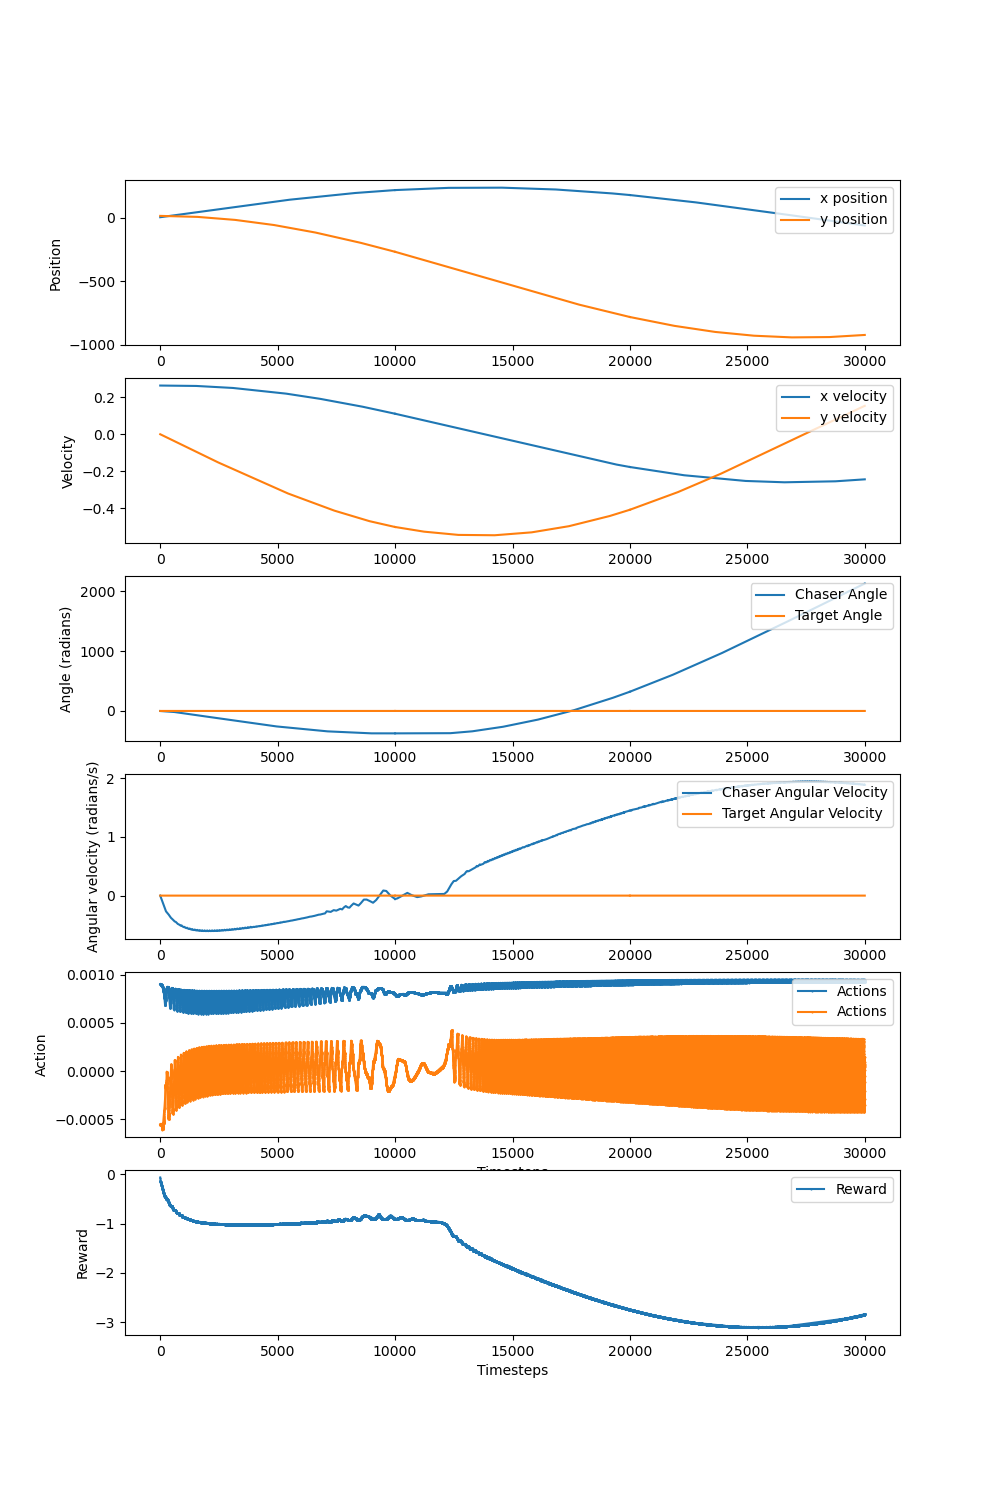 x position
y position
Position
0
−500
−1000
0 5000 10000 15000 20000 25000 30000
x velocity
y velocity
Velocity
0.2
0.0
−0.2
−0.4
0 5000 10000 15000 20000 25000 30000
Chaser Angle
Target Angle
Angle (radians)
2000
1000
0
0 5000 10000 15000 20000 25000 30000
Chaser Angular Velocity
Target Angular Velocity
Angular velocity (radians/s)
2
1
0
0 5000 10000 15000 20000 25000 30000
Actions
Actions
Action
0.0010
0.0005
0.0000
−0.0005
0 5000 10000 15000 20000 25000 30000
Timesteps
Reward
Reward
0
−1
−2
−3
0 5000 10000 15000 20000 25000 30000
Timesteps